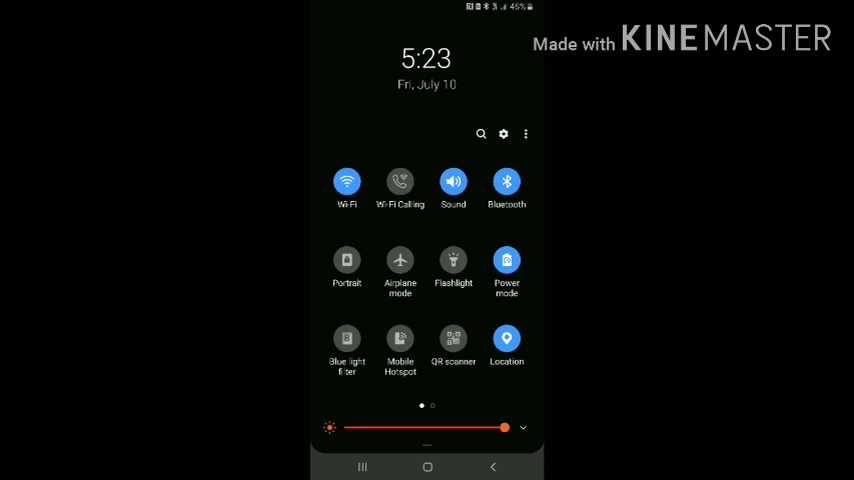 46%
Made with KINEMASTER
5:23
Fri, July 10
Wi-Fi
Wi-Fi Calling
Sound
Bluetooth
Portrait
Airplane
mode
Flashlight
Power
mode
Blue light
filter
Mobile
Hotspot
QR scanner
Location